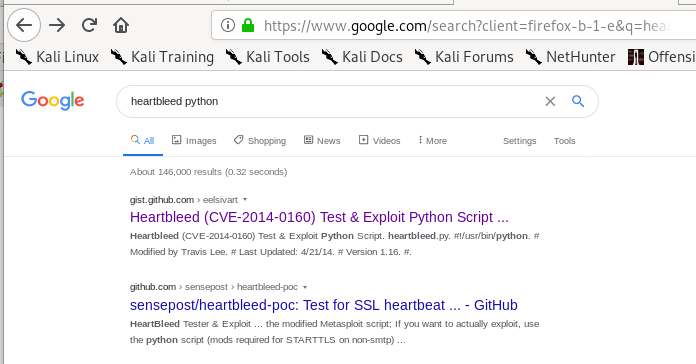 https://www.google.com/search?client=firefox-b-1-e&q=hear
Kali Linux Kali Training Kali Tools Kali Docs Kali Forums NetHunter Offensi
Google heartbleed python
All Images Shopping News Videos More Settings Tools
About 146,000 results (0.32 seconds)
gist.github.com › eelsivart
Heartbleed (CVE-2014-0160) Test & Exploit Python Script ...
Heartbleed (CVE-2014-0160) Test & Exploit Python Script. heartbleed.py. #!/usr/bin/python. #
Modified by Travis Lee. # Last Updated: 4/21/14. # Version 1.16. #.
github.com › sensepost › heartbleed-poc
sensepost/heartbleed-poc: Test for SSL heartbeat ... - GitHub
HeartBleed Tester & Exploit ... the modified Metasploit script; If you want to actually exploit, use
the python script (mods required for STARTTLS on non-smtp) ...